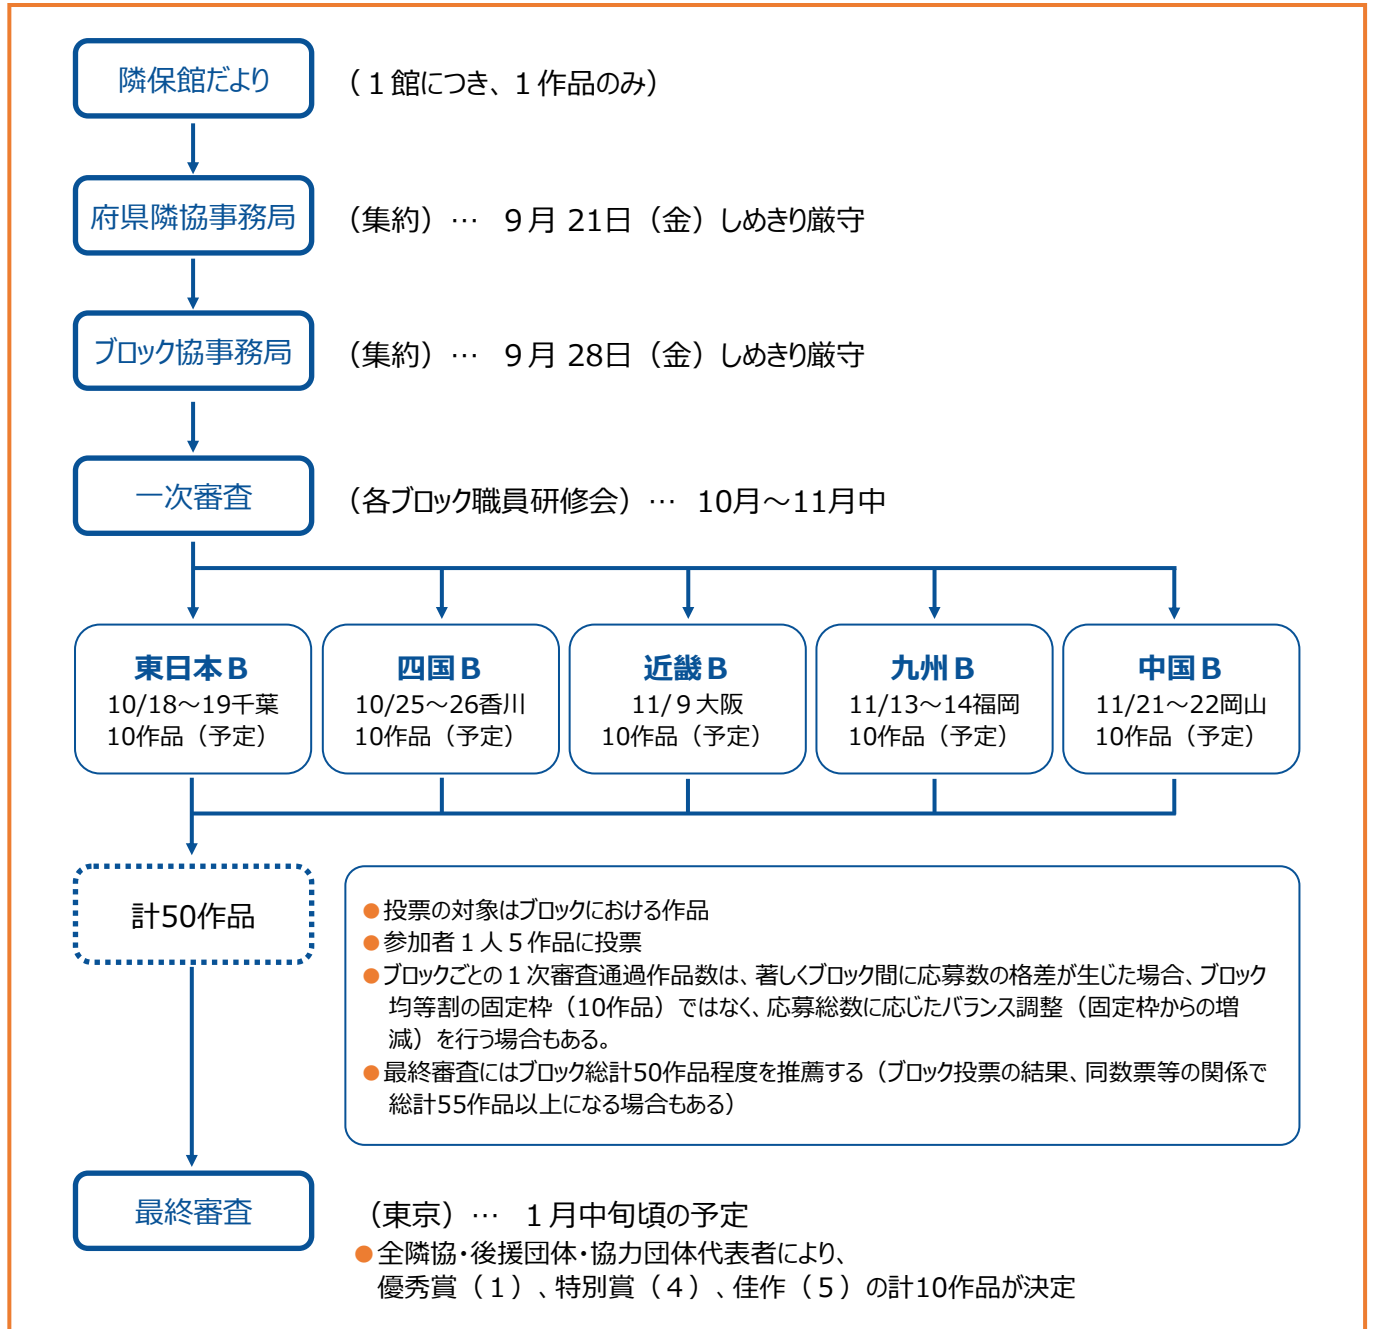 隣保館だより
（１館につき、１作品のみ）
府県隣協事務局
（集約）… ９月 21日（金）しめきり厳守
ブロック協事務局
（集約）… ９月 28日（金）しめきり厳守
一次審査
（各ブロック職員研修会）… 10月～11月中
東日本Ｂ
10/18～19千葉
10作品（予定）
四国Ｂ
10/25～26香川
10作品（予定）
近畿Ｂ
11/９大阪
10作品（予定）
九州Ｂ
11/13～14福岡
10作品（予定）
中国Ｂ
11/21～22岡山
10作品（予定）
計50作品
●投票の対象はブロックにおける作品
●参加者１人５作品に投票
●ブロックごとの１次審査通過作品数は、著しくブロック間に応募数の格差が生じた場合、ブロック
均等割の固定枠（10作品）ではなく、応募総数に応じたバランス調整（固定枠からの増
減）を行う場合もある。
●最終審査にはブロック総計50作品程度を推薦する（ブロック投票の結果、同数票等の関係で
総計55作品以上になる場合もある）
最終審査
（東京）… １月中旬頃の予定
●全隣協・後援団体・協力団体代表者により、
優秀賞（１）、特別賞（４）、佳作（５）の計10作品が決定